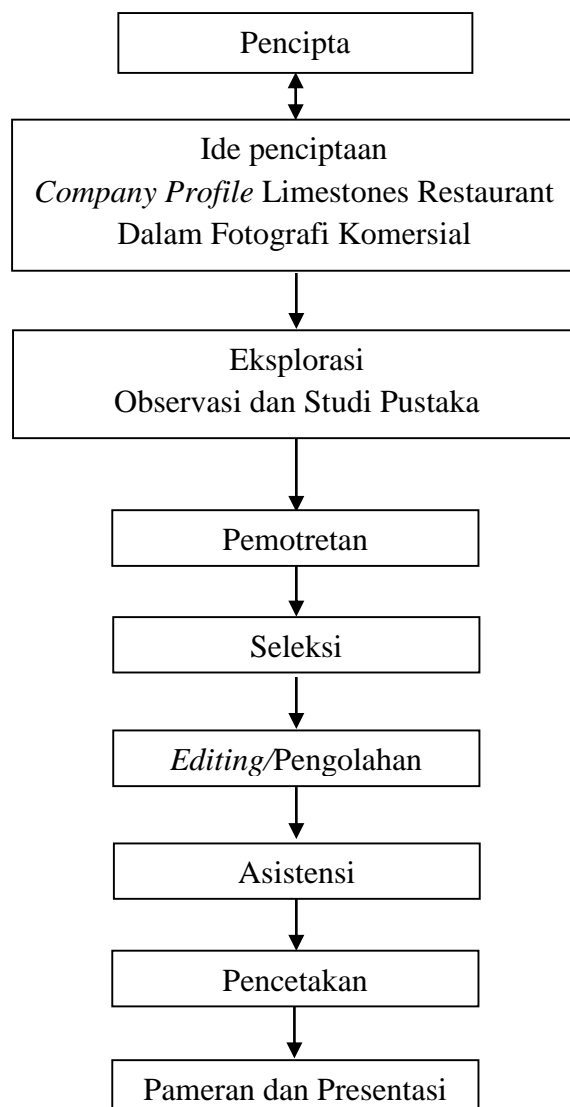 Pencipta
Ide penciptaan
Company Profile Limestones Restaurant
Dalam Fotografi Komersial
Eksplorasi
Observasi dan Studi Pustaka
Pemotretan
Seleksi
Editing/Pengolahan
Asistensi
Pencetakan
Pameran dan Presentasi